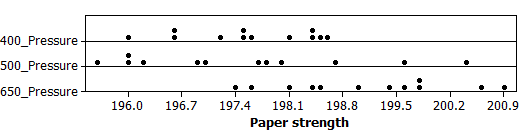 400_Pressure
500_Pressure
650_Pressure
196.0 196.7 197.4 198.1 198.8 199.5 200.2 200.9
Paper strength